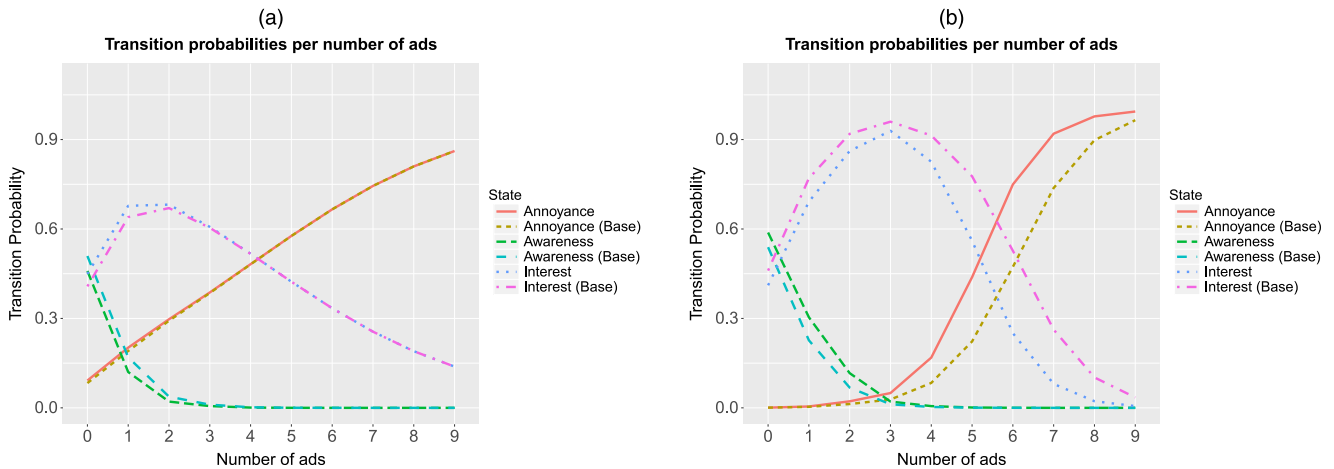 (a)
Transition probabilities per number of ads
Transition Probability
0.9
0.6
0.3
0.0
0 1 2 3 4 5 6 7 8 9
Number of ads
State
Annoyance
Annoyance (Base)
Awareness
Awareness (Base)
Interest
Interest (Base)
(b)
Transition probabilities per number of ads
Transition Probability
0.9
0.6
0.3
0.0
0 1 2 3 4 5 6 7 8 9
Number of ads
State
Annoyance
Annoyance (Base)
Awareness
Awareness (Base)
Interest
Interest (Base)